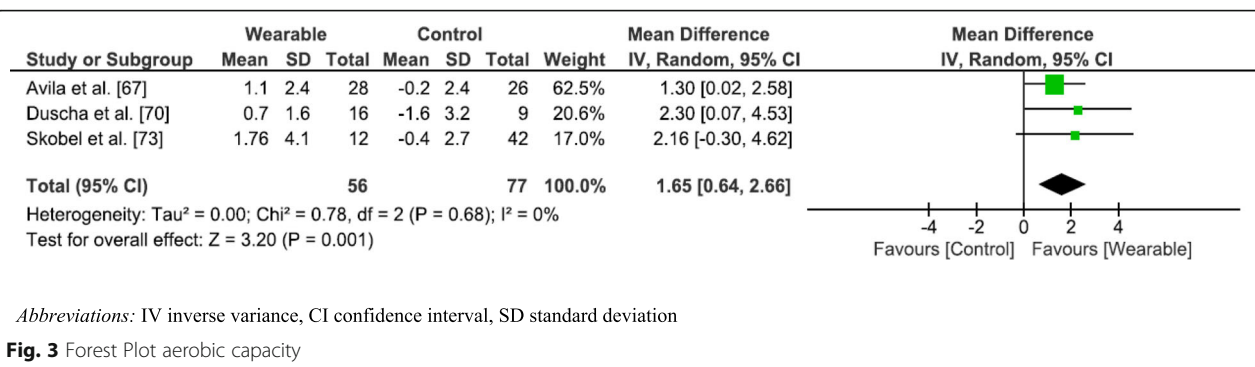 Wearable Control Mean Difference Mean Difference
Study or Subgroup Mean SD Total Mean SD Total Weight IV, Random, 95% CI IV, Random, 95% CI
Avila et al. [67] 1.1 2.4 28 -0.2 2.4 26 62.5% 1.30 [0.02, 2.58]
Duscha et al. [70] 0.7 1.6 16 -1.6 3.2 9 20.6% 2.30 [0.07, 4.53]
Skobel et al. [73] 1.76 4.1 12 -0.4 2.7 42 17.0% 2.16 [-0.30, 4.62]
Total (95% CI) 56 77 100.0% 1.65 [0.64, 2.66]
Heterogeneity: Tau² = 0.00; Chi² = 0.78, df = 2 (P = 0.68); I² = 0%
Test for overall effect: Z = 3.20 (P = 0.001)
-4 -2 0 2 4
Favours [Control] Favours [Wearable]
Abbreviations: IV inverse variance, CI confidence interval, SD standard deviation
Fig. 3 Forest Plot aerobic capacity